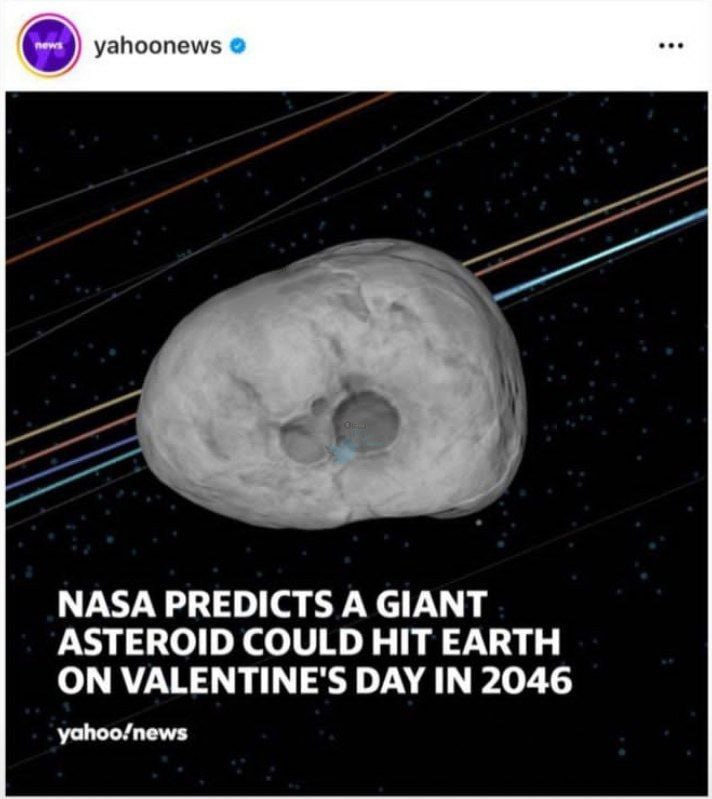 news
yahoonews
NASA PREDICTS A GIANT
ASTEROID COULD HIT EARTH
ON VALENTINE'S DAY IN 2046
yahoo!news